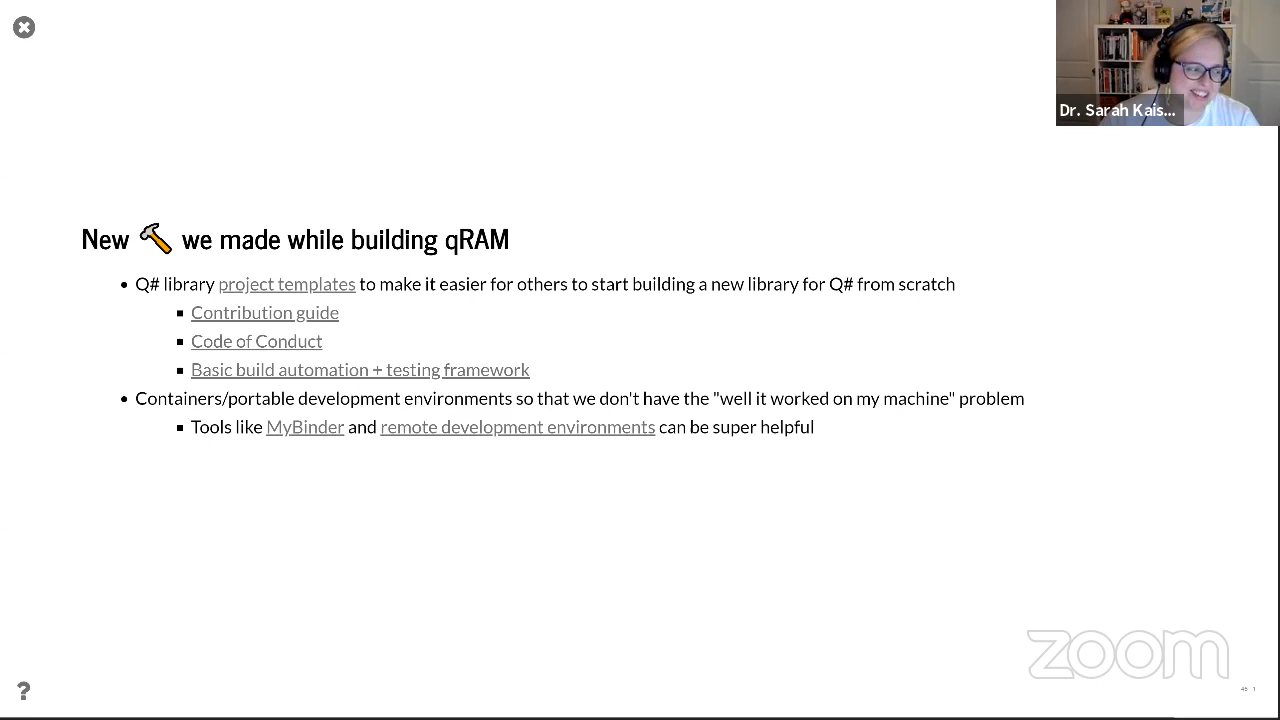 Dr. Sarah Kais...
New 🔨 we made while building qRAM
Q# library project templates to make it easier for others to start building a new library for Q# from scratch
Contribution guide
Code of Conduct
Basic build automation + testing framework
Containers/portable development environments so that we don't have the "well it worked on my machine" problem
Tools like MyBinder and remote development environments can be super helpful
zoom
?